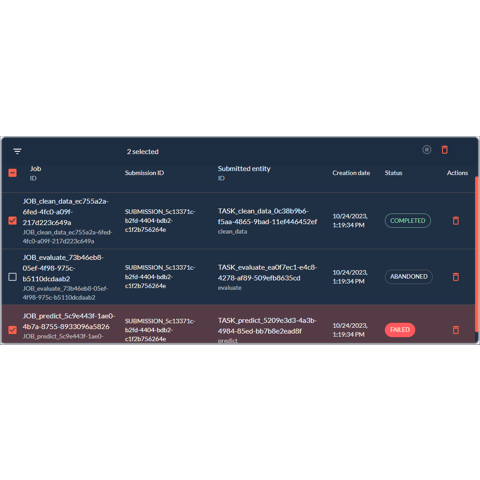 2 selected
Job
ID
Submission ID
Submitted entity
ID
Creation date
Status
Actions
JOB_clean_data_ec755a2a-
6fed-4fc0-a09f-
217d223c649a
JOB_clean_data_ec755a2a-6fed-
4fc0-a09f-217d223c649a
SUBMISSION_5c13371c-
b2fd-4404-bdb2-
c1f2b756264e
TASK_clean_data_0c38b9b6-
f5aa-4865-9bad-11ef446452ef
clean_data
10/24/2023,
1:19:34 PM
COMPLETED
JOB_evaluate_73b46eb8-
05ef-4f98-975c-
b5110dcdaab2
JOB_evaluate_73b46eb8-05ef-
4f98-975c-b5110dcdaab2
SUBMISSION_5c13371c-
b2fd-4404-bdb2-
c1f2b756264e
TASK_evaluate_ea0f7ec1-e4c8-
4278-af89-509efb8635cd
evaluate
10/24/2023,
1:19:34 PM
ABANDONED
JOB_predict_5c9e443f-1ae0-
4b7a-8755-8933096a5826
JOB_predict_5c9e443f-1ae0-
SUBMISSION_5c13371c-
b2fd-4404-bdb2-
c1f2b756264e
TASK_predict_5209e3d3-4a3b-
4984-85ed-bb7b8e2ead8f
predict
10/24/2023,
1:19:34 PM
FAILED